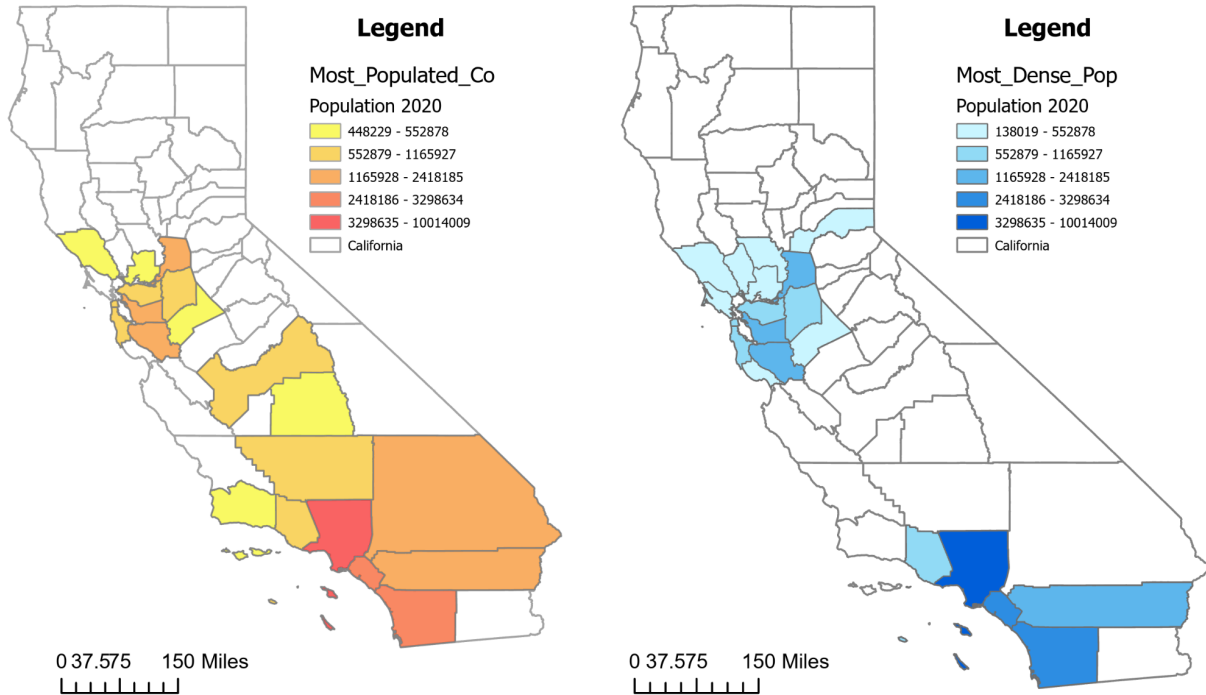 Legend
Most_Populated_Co
Population 2020
448229 - 552878
552879 - 1165927
1165928 - 2418185
2418186 - 3298634
3298635 - 10014009
California
0 37.575 150 Miles
Legend
Most_Dense_Pop
Population 2020
138019 - 552878
552879 - 1165927
1165928 - 2418185
2418186 - 3298634
3298635 - 10014009
California
0 37.575 150 Miles